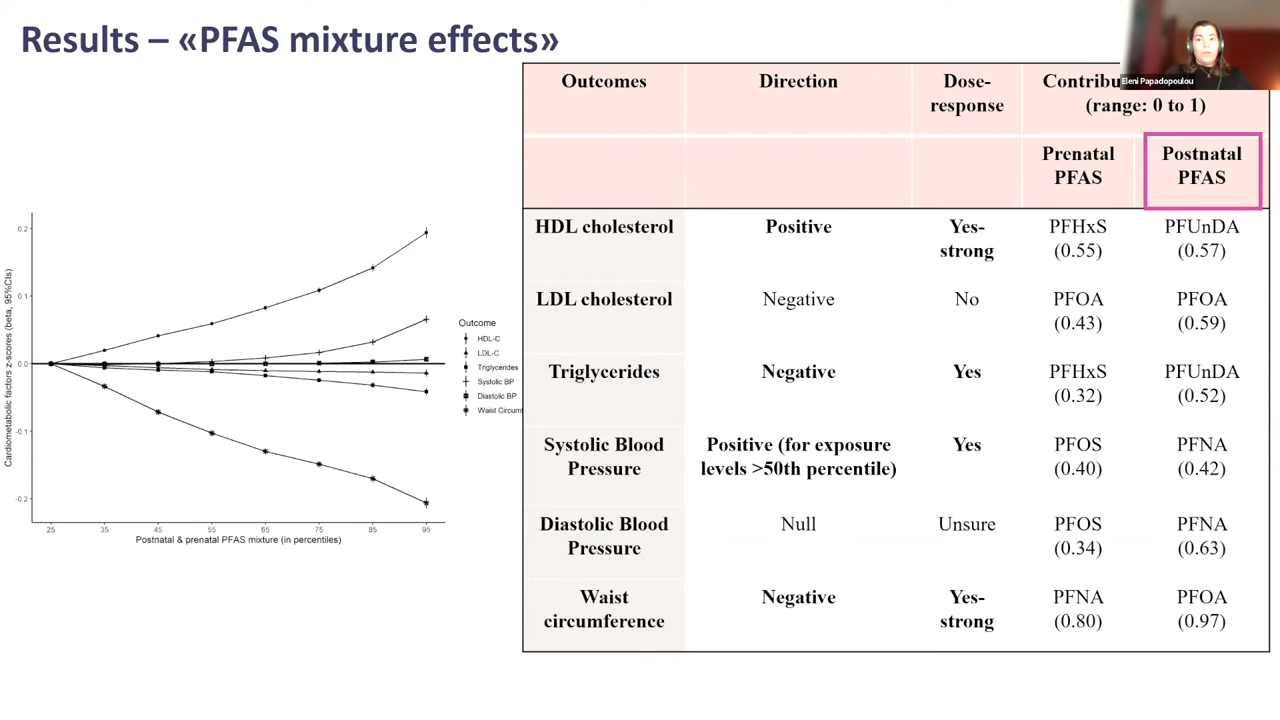 Results – «PFAS mixture effects»
Eleni Papadopoulou
Outcomes
Direction
Dose-
response
(range: 0 to 1)
Prenatal
PFAS
Postnatal
PFAS
HDL cholesterol
Positive
Yes-
strong
PFHxS
(0.55)
PFUnDA
(0.57)
LDL cholesterol
Negative
No
PFOA
(0.43)
PFOA
(0.59)
Triglycerides
Negative
Yes
PFHxS
(0.32)
PFUnDA
(0.52)
Systolic Blood
Pressure
Positive (for exposure
levels >50th percentile)
Yes
PFOS
(0.40)
PFNA
(0.42)
Diastolic Blood
Pressure
Null
Unsure
PFOS
(0.34)
PFNA
(0.63)
Waist
circumference
Negative
Yes-
strong
PFNA
(0.80)
PFOA
(0.97)
Cardiometabolic factors z-scores (beta, 95%CIs)
0.2
0.1
0.0
-0.1
-0.2
25 35 45 55 65 75 85 95
Postnatal & prenatal PFAS mixture (in percentiles)
Outcome
HDL-C
LDL-C
Triglycerides
Systolic BP
Diastolic BP
Waist